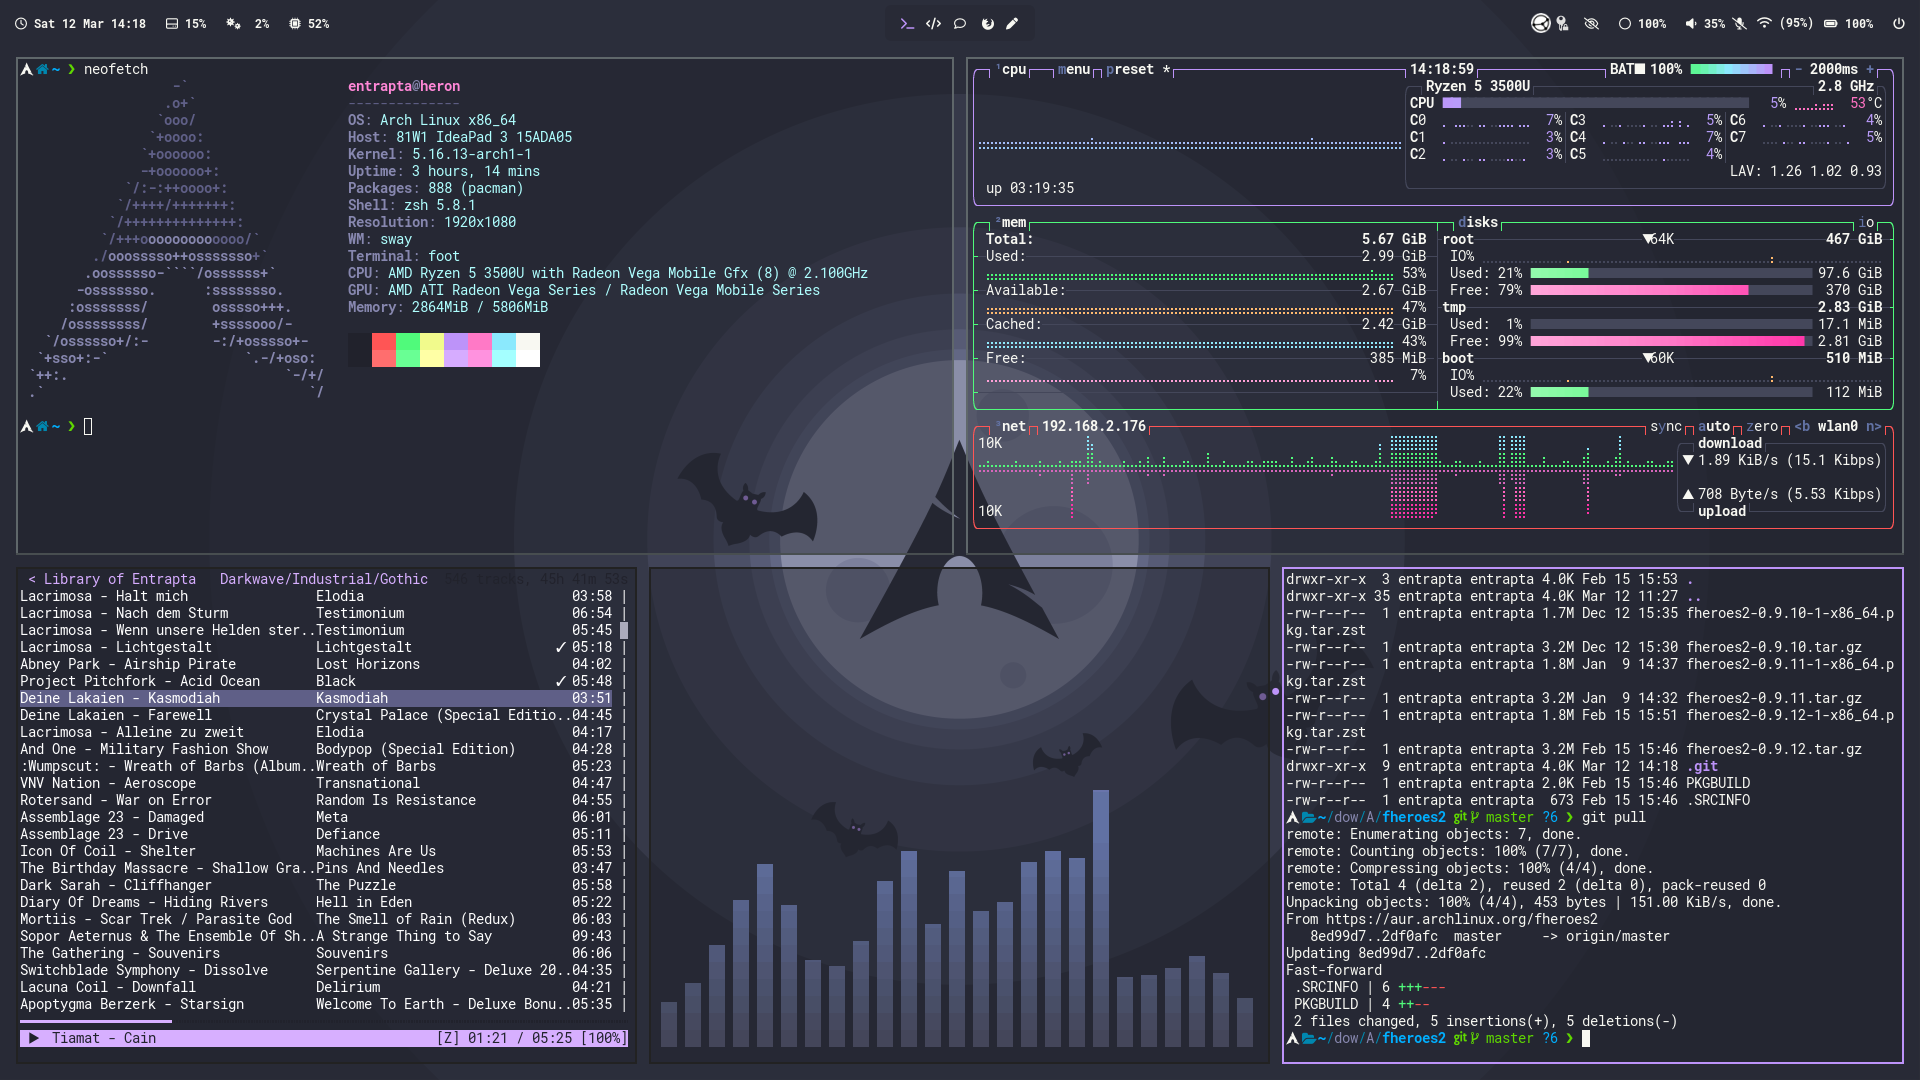 Sat 12 Mar 14:18 15% 2% 52%
100% 35% (95%) 100%
~ ❯ neofetch
-`
.o+`
`ooo/
`+oooo:
`+oooooo:
-+oooooo+:
`/:-:++oooo+:
`/++++/+++++++:
`/++++++++++++++:
`/+++ooooooooooooo/`
./ooosssso++osssssso+`
.oossssso-````/ossssss+`
-osssssso.      :ssssssso.
:osssssss/        osssso+++.
/ossssssss/        +ssssooo/-
`/ossssso+/:-        -:/+osssso+-
`+sso+:-`                 `.-/+oso:
`++:.                           `-/+/
.`                                 `/
entrapta@heron
--------------
OS: Arch Linux x86_64
Host: 81W1 IdeaPad 3 15ADA05
Kernel: 5.16.13-arch1-1
Uptime: 3 hours, 14 mins
Packages: 888 (pacman)
Shell: zsh 5.8.1
Resolution: 1920x1080
WM: sway
Terminal: foot
CPU: AMD Ryzen 5 3500U with Radeon Vega Mobile Gfx (8) @ 2.100GHz
GPU: AMD ATI Radeon Vega Series / Radeon Vega Mobile Series
Memory: 2864MiB / 5806MiB
~ ❯
¹cpu menu preset * 14:18:59 BAT■ 100% - 2000ms +
Ryzen 5 3500U 2.8 GHz
CPU 5% 53°C
C0 7% C3 5% C6 4%
C1 3% C4 7% C7 5%
C2 3% C5 4%
LAV: 1.26 1.02 0.93
up 03:19:35
²mem disks io
Total: 5.67 GiB root ▼64K 467 GiB
Used: 2.99 GiB IO%
53% Used: 21% 97.6 GiB
Available: 2.67 GiB Free: 79% 370 GiB
47% tmp 2.83 GiB
Cached: 2.42 GiB Used: 1% 17.1 MiB
43% Free: 99% 2.81 GiB
Free: 385 MiB boot ▼60K 510 MiB
7% IO%
Used: 22% 112 MiB
³net 192.168.2.176 sync auto zero <b wlan0 n>
10K download
▼ 1.89 KiB/s (15.1 Kibps)
▲ 708 Byte/s (5.53 Kibps)
10K upload
< Library of Entrapta Darkwave/Industrial/Gothic tracks, 45h 41m 53s
Lacrimosa - Halt mich Elodia 03:58 |
Lacrimosa - Nach dem Sturm Testimonium 06:54 |
Lacrimosa - Wenn unsere Helden ster..Testimonium 05:45
Lacrimosa - Lichtgestalt Lichtgestalt ✓ 05:18 |
Abney Park - Airship Pirate Lost Horizons 04:02 |
Project Pitchfork - Acid Ocean Black ✓ 05:48 |
Deine Lakaien - Kasmodiah Kasmodiah 03:51 |
Deine Lakaien - Farewell Crystal Palace (Special Editio..04:45 |
Lacrimosa - Alleine zu zweit Elodia 04:17 |
And One - Military Fashion Show Bodypop (Special Edition) 04:28 |
:Wumpscut: - Wreath of Barbs (Album..Wreath of Barbs 05:23 |
VNV Nation - Aeroscope Transnational 04:47 |
Rotersand - War on Error Random Is Resistance 04:55 |
Assemblage 23 - Damaged Meta 06:01 |
Assemblage 23 - Drive Defiance 05:11 |
Icon Of Coil - Shelter Machines Are Us 05:53 |
The Birthday Massacre - Shallow Gra..Pins And Needles 03:47 |
Dark Sarah - Cliffhanger The Puzzle 05:58 |
Diary Of Dreams - Hiding Rivers Hell in Eden 05:22 |
Mortiis - Scar Trek / Parasite God The Smell of Rain (Redux) 06:03 |
Sopor Aeternus & The Ensemble Of Sh..A Strange Thing to Say 09:43 |
The Gathering - Souvenirs Souvenirs 06:06 |
Switchblade Symphony - Dissolve Serpentine Gallery - Deluxe 20..04:35 |
Lacuna Coil - Downfall Delirium 04:21 |
Apoptygma Berzerk - Starsign Welcome To Earth - Deluxe Bonu..05:35 |
▶ Tiamat - Cain [Z] 01:21 / 05:25 [100%]
drwxr-xr-x  3 entrapta entrapta 4.0K Feb 15 15:53 .
drwxr-xr-x 35 entrapta entrapta 4.0K Mar 12 11:27 ..
-rw-r--r--  1 entrapta entrapta 1.7M Dec 12 15:35 fheroes2-0.9.10-1-x86_64.p
kg.tar.zst
-rw-r--r--  1 entrapta entrapta 3.2M Dec 12 15:30 fheroes2-0.9.10.tar.gz
-rw-r--r--  1 entrapta entrapta 1.8M Jan  9 14:37 fheroes2-0.9.11-1-x86_64.p
kg.tar.zst
-rw-r--r--  1 entrapta entrapta 3.2M Jan  9 14:32 fheroes2-0.9.11.tar.gz
-rw-r--r--  1 entrapta entrapta 1.8M Feb 15 15:51 fheroes2-0.9.12-1-x86_64.p
kg.tar.zst
-rw-r--r--  1 entrapta entrapta 3.2M Feb 15 15:46 fheroes2-0.9.12.tar.gz
drwxr-xr-x  9 entrapta entrapta 4.0K Mar 12 14:18 .git
-rw-r--r--  1 entrapta entrapta 2.0K Feb 15 15:46 PKGBUILD
-rw-r--r--  1 entrapta entrapta  673 Feb 15 15:46 .SRCINFO
~/dow/A/fheroes2 git master ?6 ❯ git pull
remote: Enumerating objects: 7, done.
remote: Counting objects: 100% (7/7), done.
remote: Compressing objects: 100% (4/4), done.
remote: Total 4 (delta 2), reused 2 (delta 0), pack-reused 0
Unpacking objects: 100% (4/4), 453 bytes | 151.00 KiB/s, done.
From https://aur.archlinux.org/fheroes2
8ed99d7..2df0afc  master     -> origin/master
Updating 8ed99d7..2df0afc
Fast-forward
.SRCINFO | 6 +++---
PKGBUILD | 4 ++--
2 files changed, 5 insertions(+), 5 deletions(-)
~/dow/A/fheroes2 git master ?6 ❯